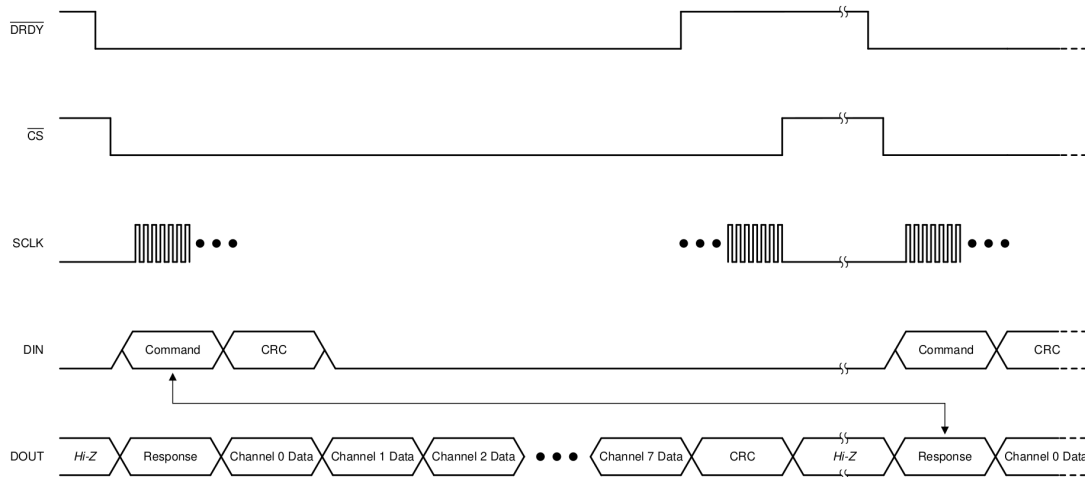 DRDY
CS
SCLK
DIN Command CRC Command CRC
DOUT Hi-Z Response Channel 0 Data Channel 1 Data Channel 2 Data Channel 7 Data CRC Hi-Z Response Channel 0 Data